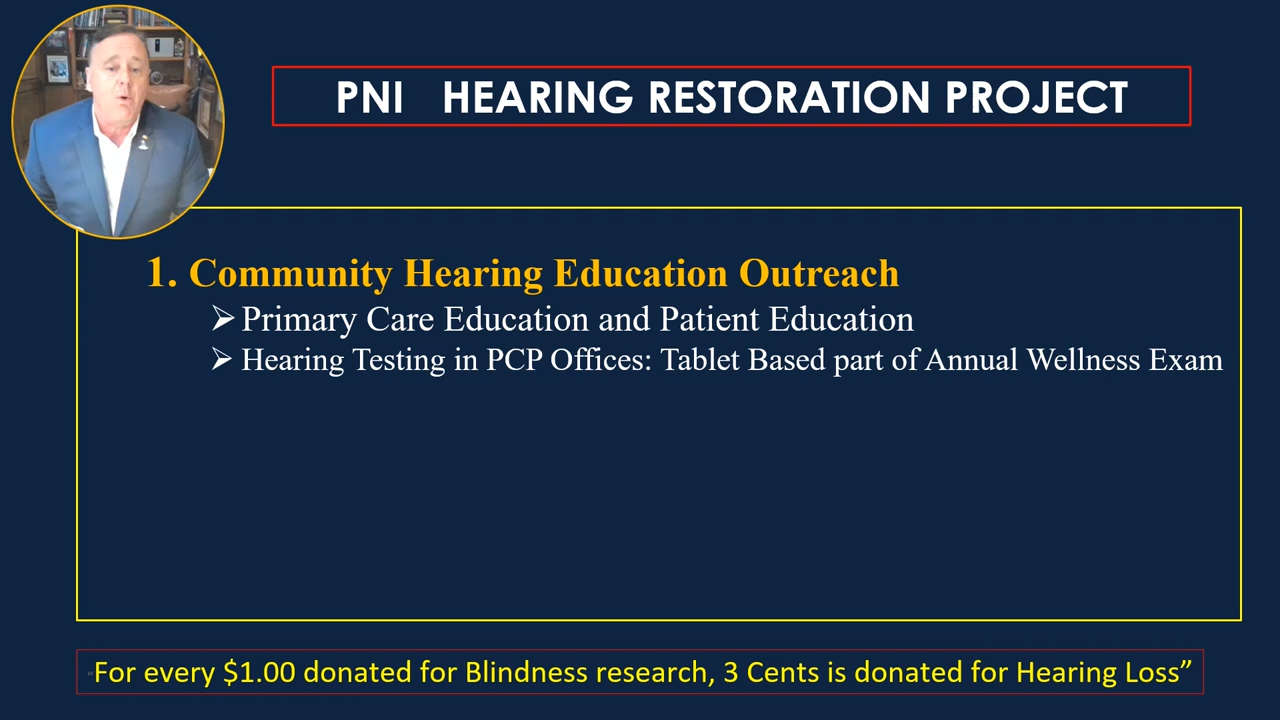 PNI HEARING RESTORATION PROJECT
1. Community Hearing Education Outreach
➢ Primary Care Education and Patient Education
➢ Hearing Testing in PCP Offices: Tablet Based part of Annual Wellness Exam
“For every $1.00 donated for Blindness research, 3 Cents is donated for Hearing Loss”